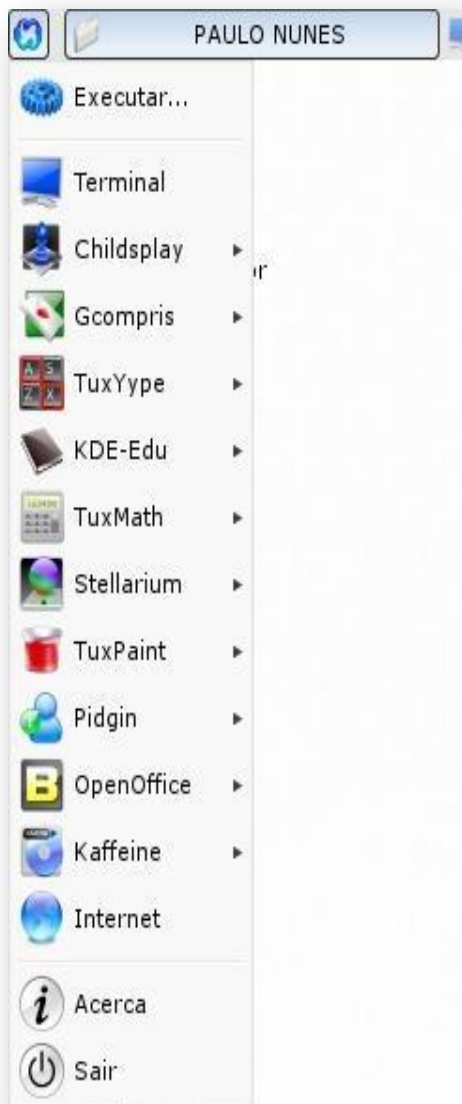 PAULO NUNES
Executar...
Terminal
Childsplay
Gcompris
TuxYype
KDE-Edu
TuxMath
Stellarium
TuxPaint
Pidgin
OpenOffice
Kaffeine
Internet
Acerca
Sair